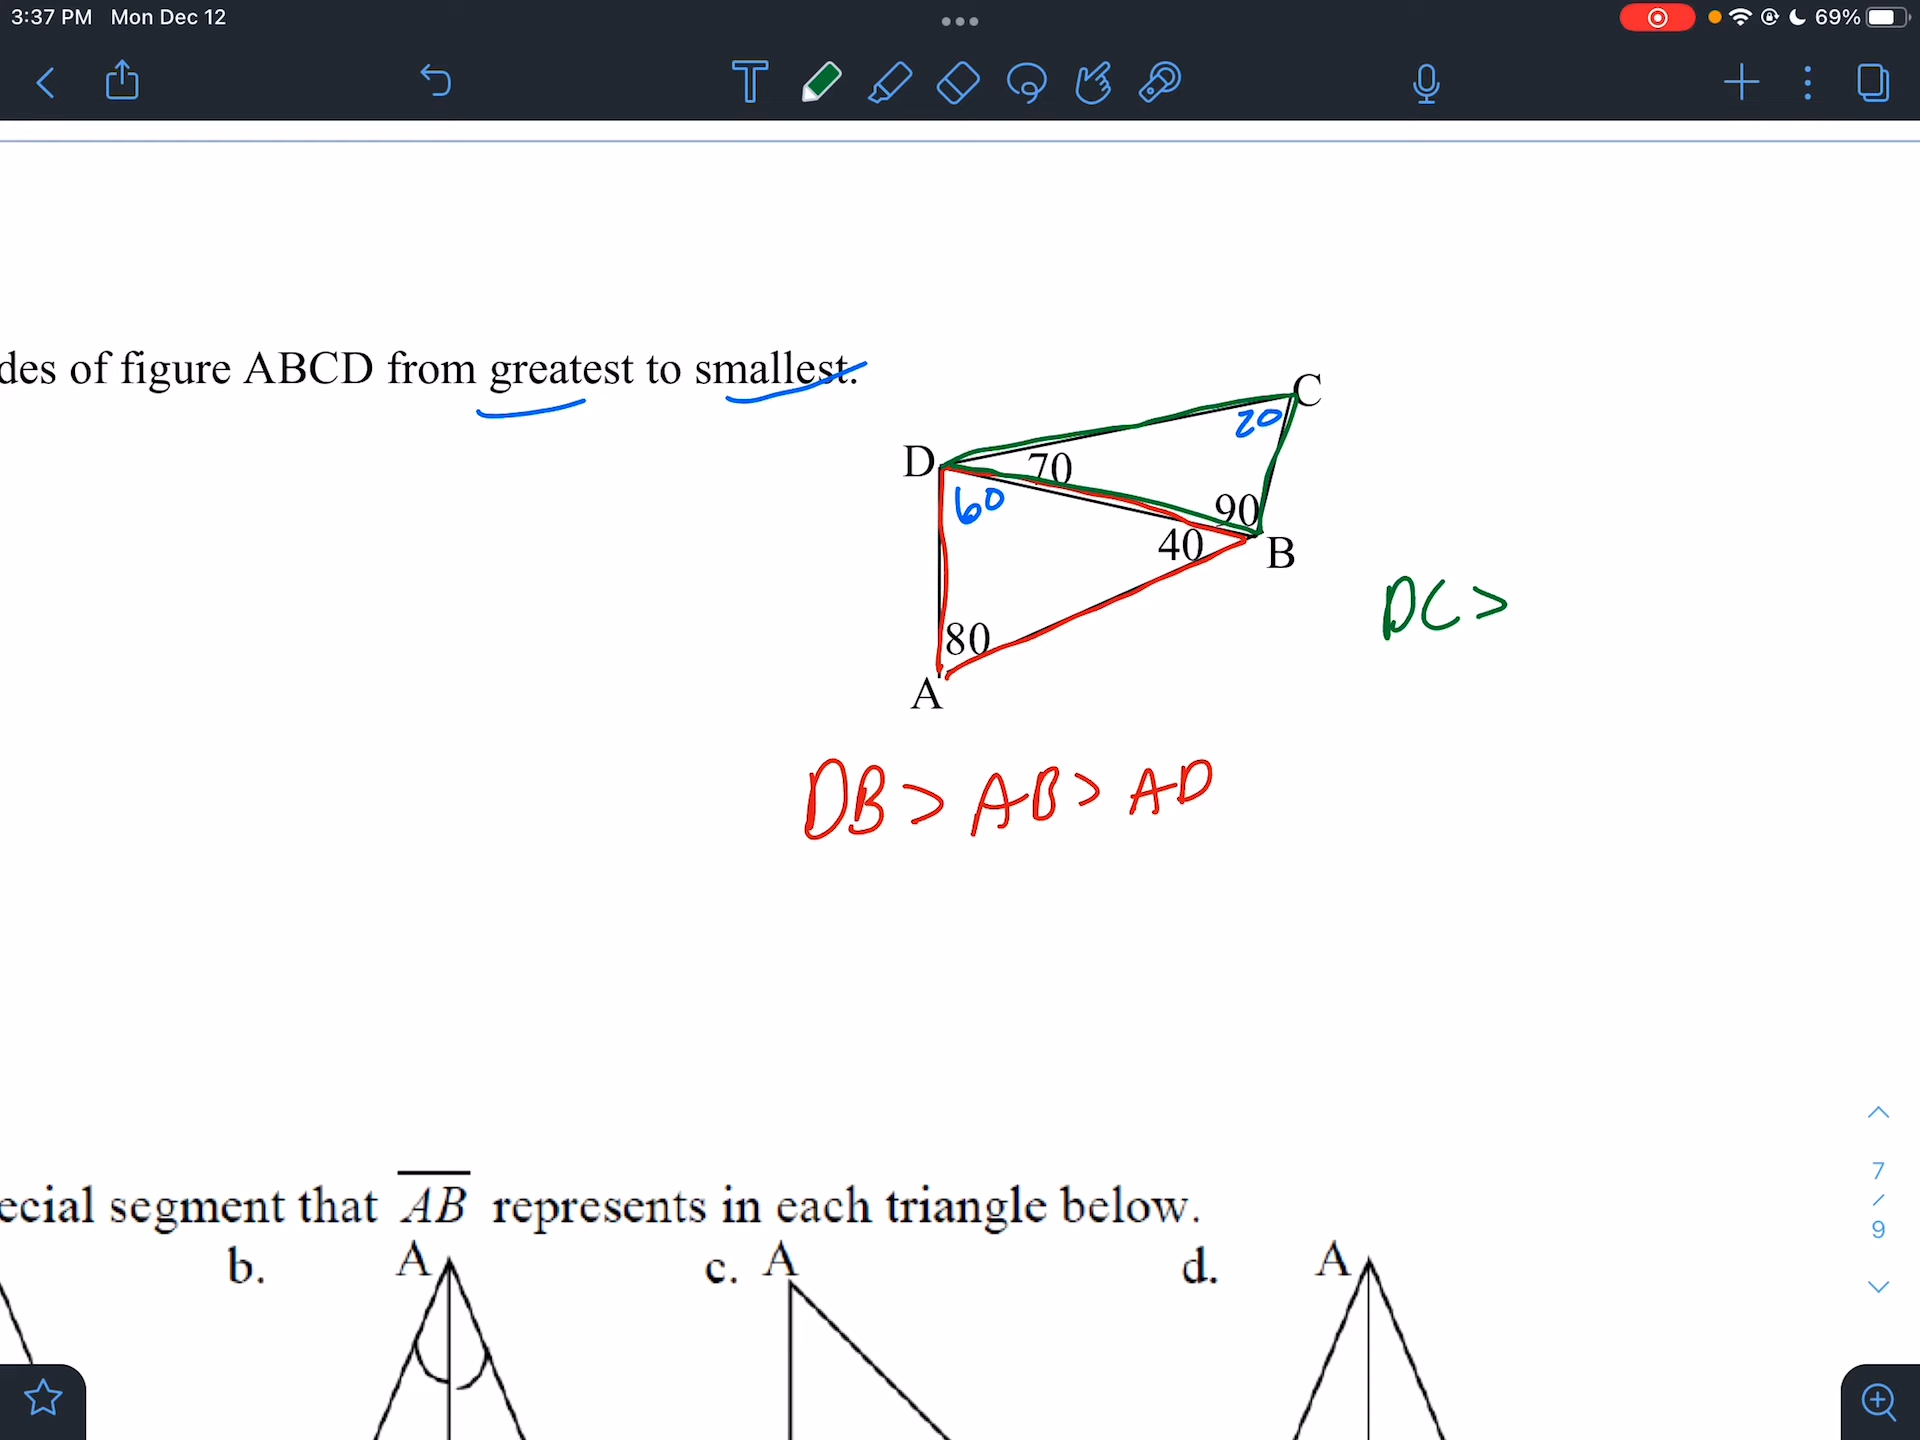 3:37 PM Mon Dec 12
69%
des of figure ABCD from greatest to smallest.
C
20
D
70
60
90
40
B
DC >
80
A
DB > AB > AD
7
/
9
ecial segment that AB represents in each triangle below.
b. A c. A d. A